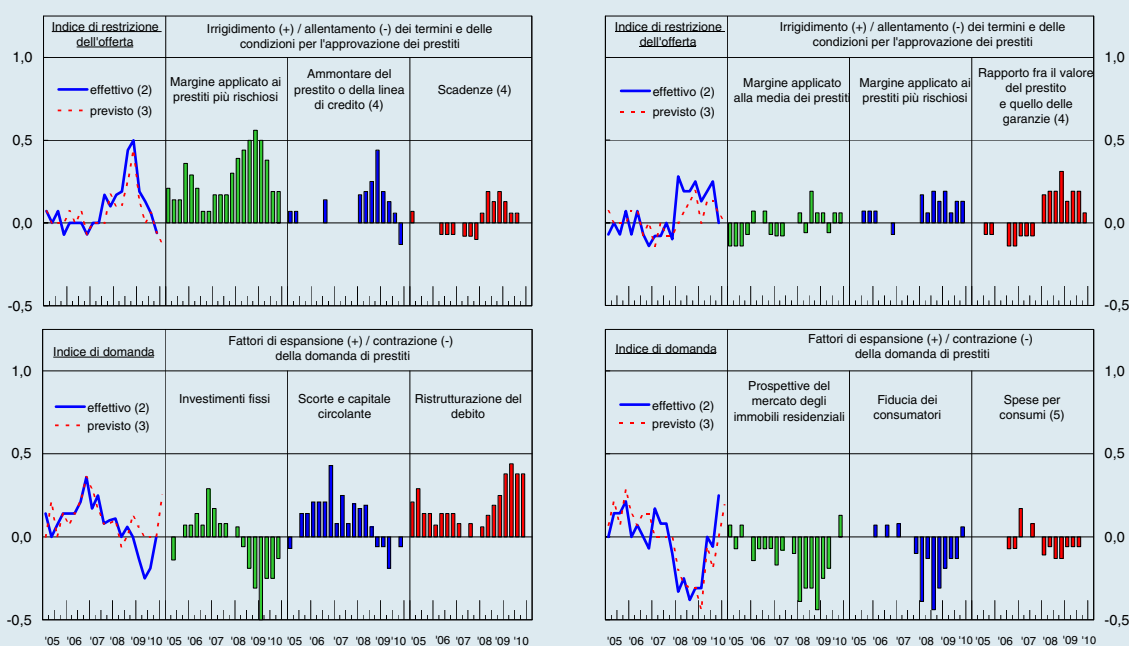 Indice di restrizione
dell'offerta
Irrigidimento (+) / allentamento (-) dei termini e delle
condizioni per l'approvazione dei prestiti
1,0
0,5
0,0
-0,5
effettivo (2)
previsto (3)
Margine applicato ai
prestiti più rischiosi
Ammontare del
prestito o della linea
di credito (4)
Scadenze (4)
Indice di restrizione
dell'offerta
Irrigidimento (+) / allentamento (-) dei termini e delle
condizioni per l'approvazione dei prestiti
effettivo (2)
previsto (3)
Margine applicato
alla media dei prestiti
Margine applicato ai
prestiti più rischiosi
Rapporto fra il valore
del prestito
e quello delle
garanzie (4)
1,0
0,5
0,0
-0,5
Indice di domanda
Fattori di espansione (+) / contrazione (-)
della domanda di prestiti
1,0
0,5
0,0
-0,5
effettivo (2)
previsto (3)
Investimenti fissi
Scorte e capitale
circolante
Ristrutturazione del
debito
'05 '06 '07 '08 '09 '10 '05 '06 '07 '08 '09 '10 '05 '06 '07 '08 '09 '10 '05 '06 '07 '08 '09 '10
Indice di domanda
Fattori di espansione (+) / contrazione (-)
della domanda di prestiti
effettivo (2)
previsto (3)
Prospettive del
mercato degli
immobili residenziali
Fiducia dei
consumatori
Spese per
consumi (5)
1,0
0,5
0,0
-0,5
'05 '06 '07 '08 '09 '10 '05 '06 '07 '08 '09 '10 '05 '06 '07 '08 '09 '10 '05 '06 '07 '08 '09 '10